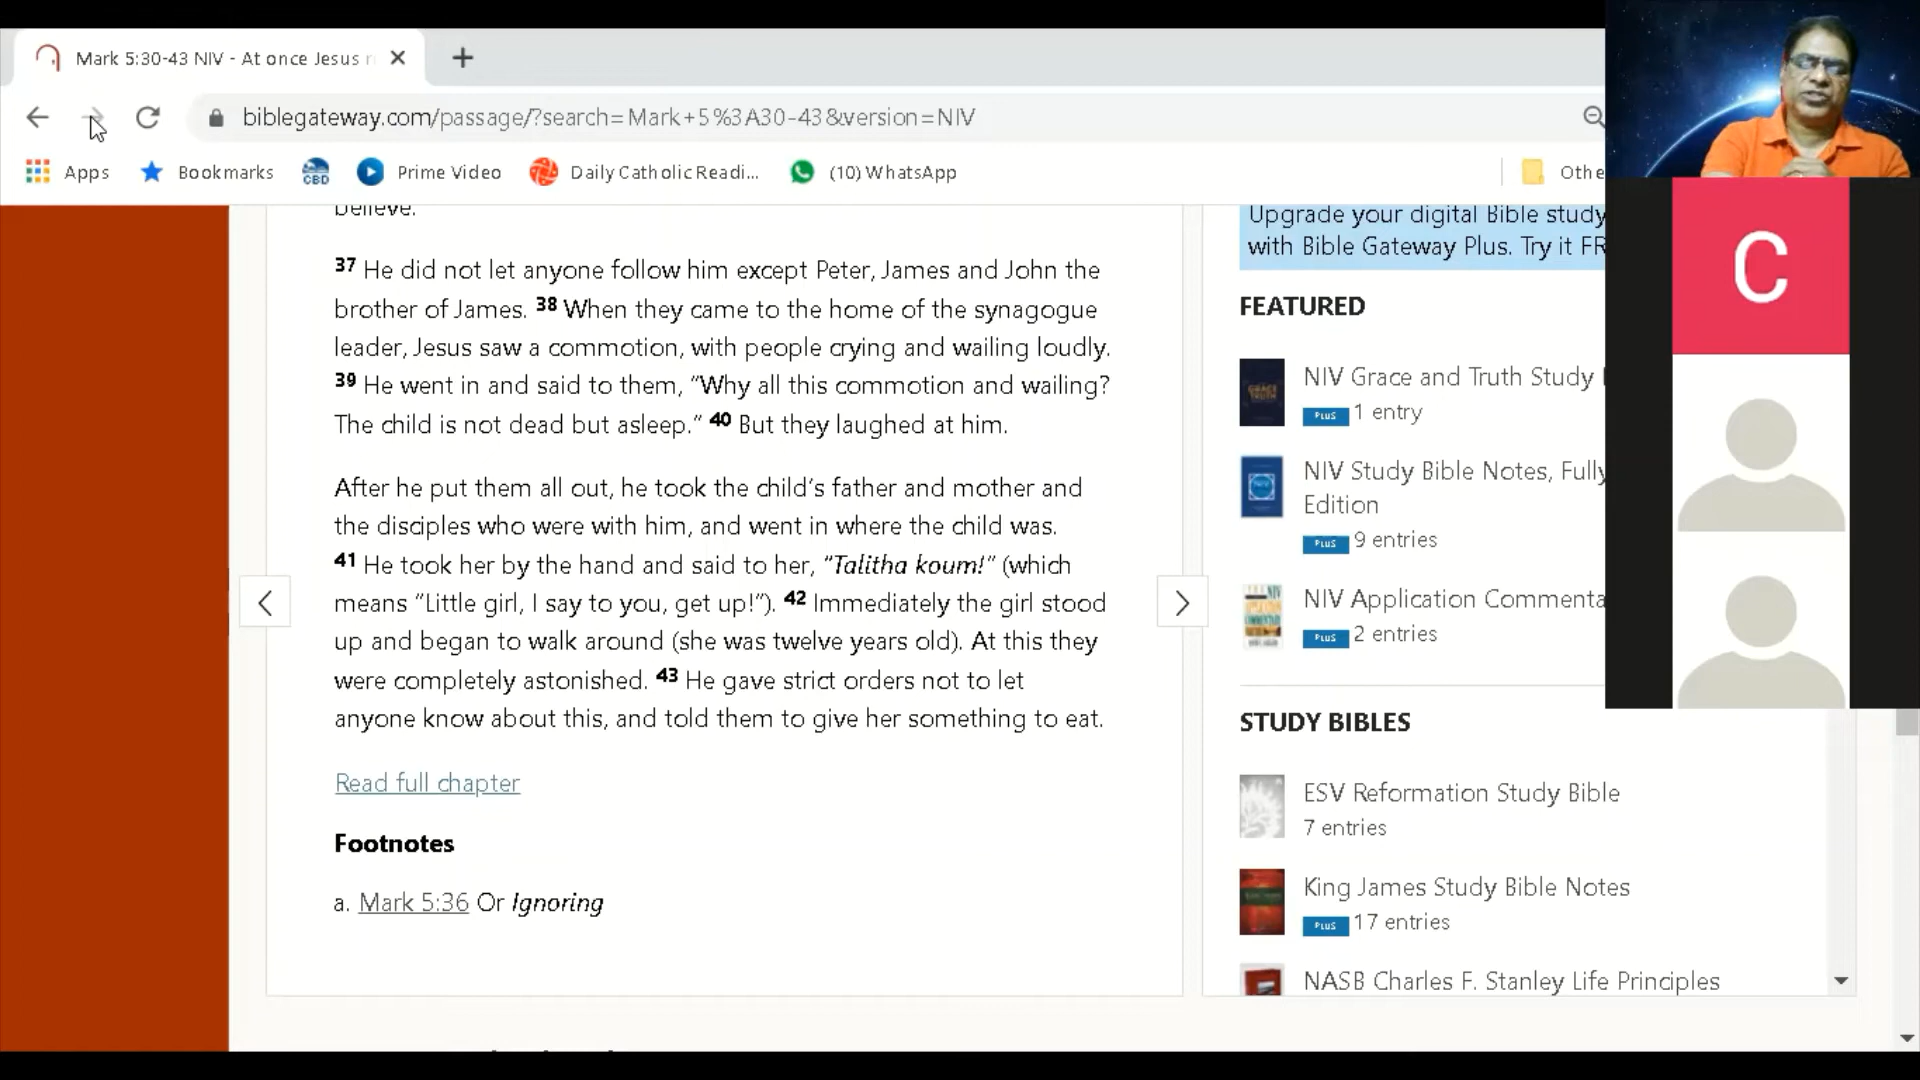 Mark 5:30-43 NIV - At once Jesus r
biblegateway.com/passage/?search=Mark+5%3A30-43&version=NIV
Apps Bookmarks CBD Prime Video Daily Catholic Readi... (10) WhatsApp Othe
believe.
37 He did not let anyone follow him except Peter, James and John the
brother of James. 38 When they came to the home of the synagogue
leader, Jesus saw a commotion, with people crying and wailing loudly.
39 He went in and said to them, “Why all this commotion and wailing?
The child is not dead but asleep.” 40 But they laughed at him.
After he put them all out, he took the child’s father and mother and
the disciples who were with him, and went in where the child was.
41 He took her by the hand and said to her, “Talitha koum!” (which
means “Little girl, I say to you, get up!”). 42 Immediately the girl stood
up and began to walk around (she was twelve years old). At this they
were completely astonished. 43 He gave strict orders not to let
anyone know about this, and told them to give her something to eat.
Read full chapter
Footnotes
a. Mark 5:36 Or Ignoring
Upgrade your digital Bible study
with Bible Gateway Plus. Try it FR
FEATURED
NIV Grace and Truth Study
PLUS 1 entry
NIV Study Bible Notes, Fully
Edition
PLUS 9 entries
NIV Application Commenta
PLUS 2 entries
STUDY BIBLES
ESV Reformation Study Bible
7 entries
King James Study Bible Notes
PLUS 17 entries
NASB Charles F. Stanley Life Principles
C